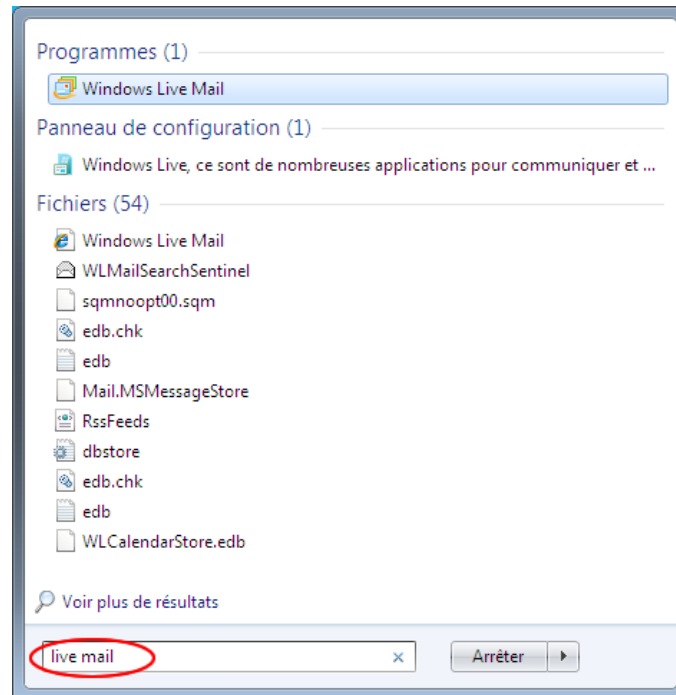 Programmes (1)
Windows Live Mail
Panneau de configuration (1)
Windows Live, ce sont de nombreuses applications pour communiquer et ...
Fichiers (54)
Windows Live Mail
WLMailSearchSentinel
sqmnoopt00.sqm
edb.chk
edb
Mail.MSMessageStore
RssFeeds
dbstore
edb.chk
edb
WLCalendarStore.edb
Voir plus de résultats
live mail
Arrêter